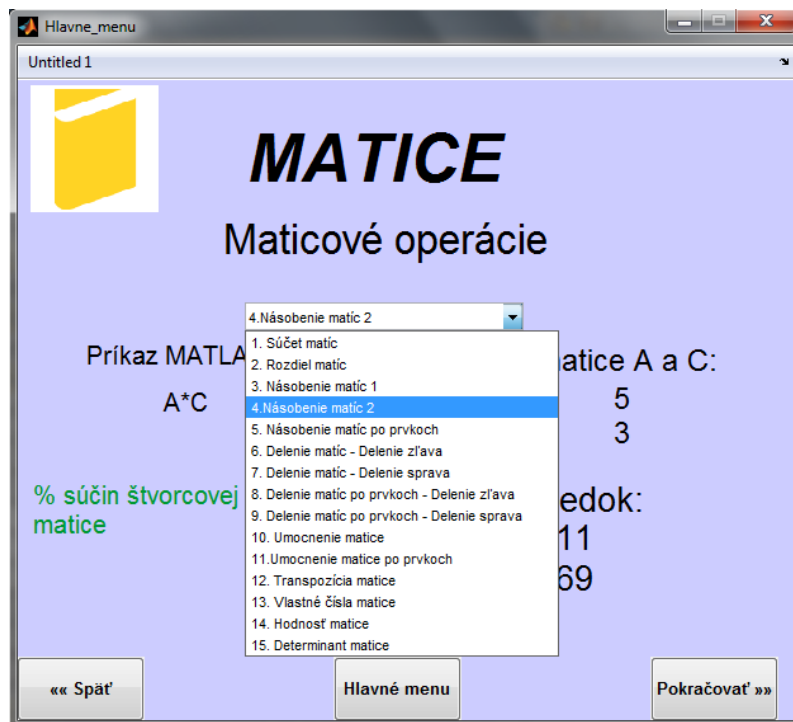 Hlavne_menu
Untitled 1
MATICE
Maticové operácie
4.Násobenie matíc 2
Príkaz MATLA
A*C
% súčin štvorcovej
matice
1. Súčet matíc
2. Rozdiel matíc
3. Násobenie matíc 1
4.Násobenie matíc 2
5. Násobenie matíc po prvkoch
6. Delenie matíc - Delenie zľava
7. Delenie matíc - Delenie sprava
8. Delenie matíc po prvkoch - Delenie zľava
9. Delenie matíc po prvkoch - Delenie sprava
10. Umocnenie matice
11.Umocnenie matice po prvkoch
12. Transpozícia matice
13. Vlastné čísla matice
14. Hodnosť matice
15. Determinant matice
atice A a C:
5
3
edok:
11
69
«« Späť
Hlavné menu
Pokračovať »»